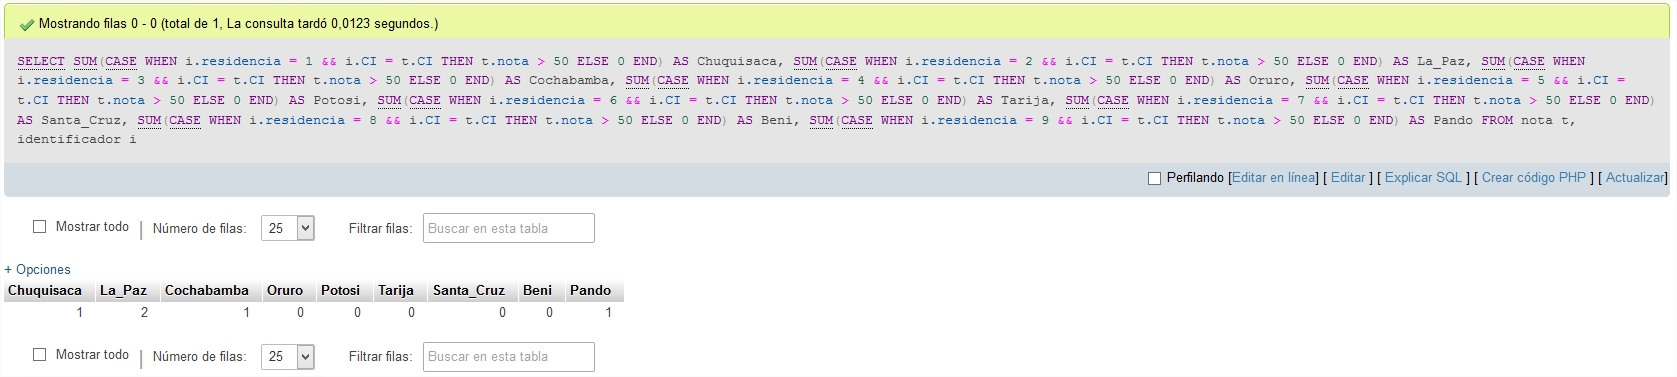 Mostrando filas 0 - 0 (total de 1, La consulta tardó 0,0123 segundos.)
SELECT SUM(CASE WHEN i.residencia = 1 && i.CI = t.CI THEN t.nota > 50 ELSE 0 END) AS Chuquisaca, SUM(CASE WHEN i.residencia = 2 && i.CI = t.CI THEN t.nota > 50 ELSE 0 END) AS La_Paz, SUM(CASE WHEN
i.residencia = 3 && i.CI = t.CI THEN t.nota > 50 ELSE 0 END) AS Cochabamba, SUM(CASE WHEN i.residencia = 4 && i.CI = t.CI THEN t.nota > 50 ELSE 0 END) AS Oruro, SUM(CASE WHEN i.residencia = 5 && i.CI =
t.CI THEN t.nota > 50 ELSE 0 END) AS Potosi, SUM(CASE WHEN i.residencia = 6 && i.CI = t.CI THEN t.nota > 50 ELSE 0 END) AS Tarija, SUM(CASE WHEN i.residencia = 7 && i.CI = t.CI THEN t.nota > 50 ELSE 0 END)
AS Santa_Cruz, SUM(CASE WHEN i.residencia = 8 && i.CI = t.CI THEN t.nota > 50 ELSE 0 END) AS Beni, SUM(CASE WHEN i.residencia = 9 && i.CI = t.CI THEN t.nota > 50 ELSE 0 END) AS Pando FROM nota t,
identificador i
Perfilando [Editar en línea] [ Editar ] [ Explicar SQL ] [ Crear código PHP ] [ Actualizar]
Mostrar todo | Número de filas: 25 Filtrar filas: Buscar en esta tabla
+ Opciones
Chuquisaca La_Paz Cochabamba Oruro Potosi Tarija Santa_Cruz Beni Pando
1 2 1 0 0 0 0 0 1
Mostrar todo | Número de filas: 25 Filtrar filas: Buscar en esta tabla